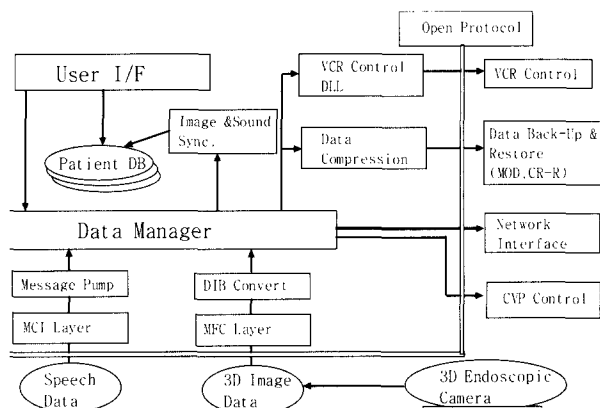 Open Protocol
User I/F
VCR Control
DLL
VCR Control
Image &Sound
Sync.
Patient DB
Data
Compression
Data Back-Up &
Restore
(MOD,CR-R)
Data Manager
Network
Interface
Message Pump
DIB Convert
CVP Control
MCI Layer
MFC Layer
Speech
Data
3D Image
Data
3D Endoscopic
Camera